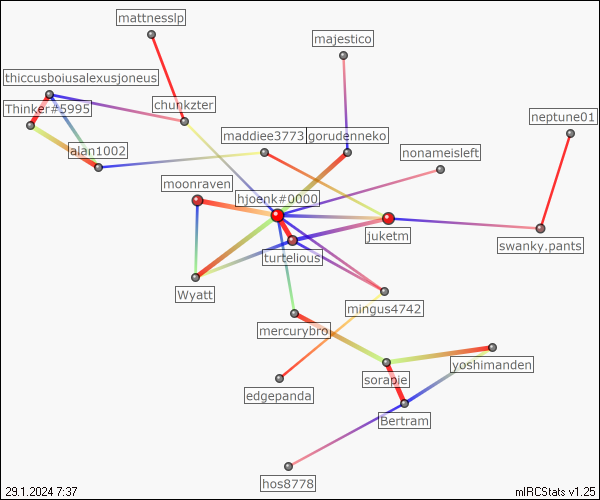 mattnesslp
majestico
thiccusboiusalexusjoneus
Thinker#5995
chunkzter
neptune01
maddiee3773
gorudenneko
alan1002
nonameisleft
moonraven
hjoenk#0000
juketm
swanky.pants
turtelious
Wyatt
mingus4742
mercurybro
yoshimanden
sorapie
edgepanda
Bertram
hos8778
29.1.2024 7:37
mIRCStats v1.25